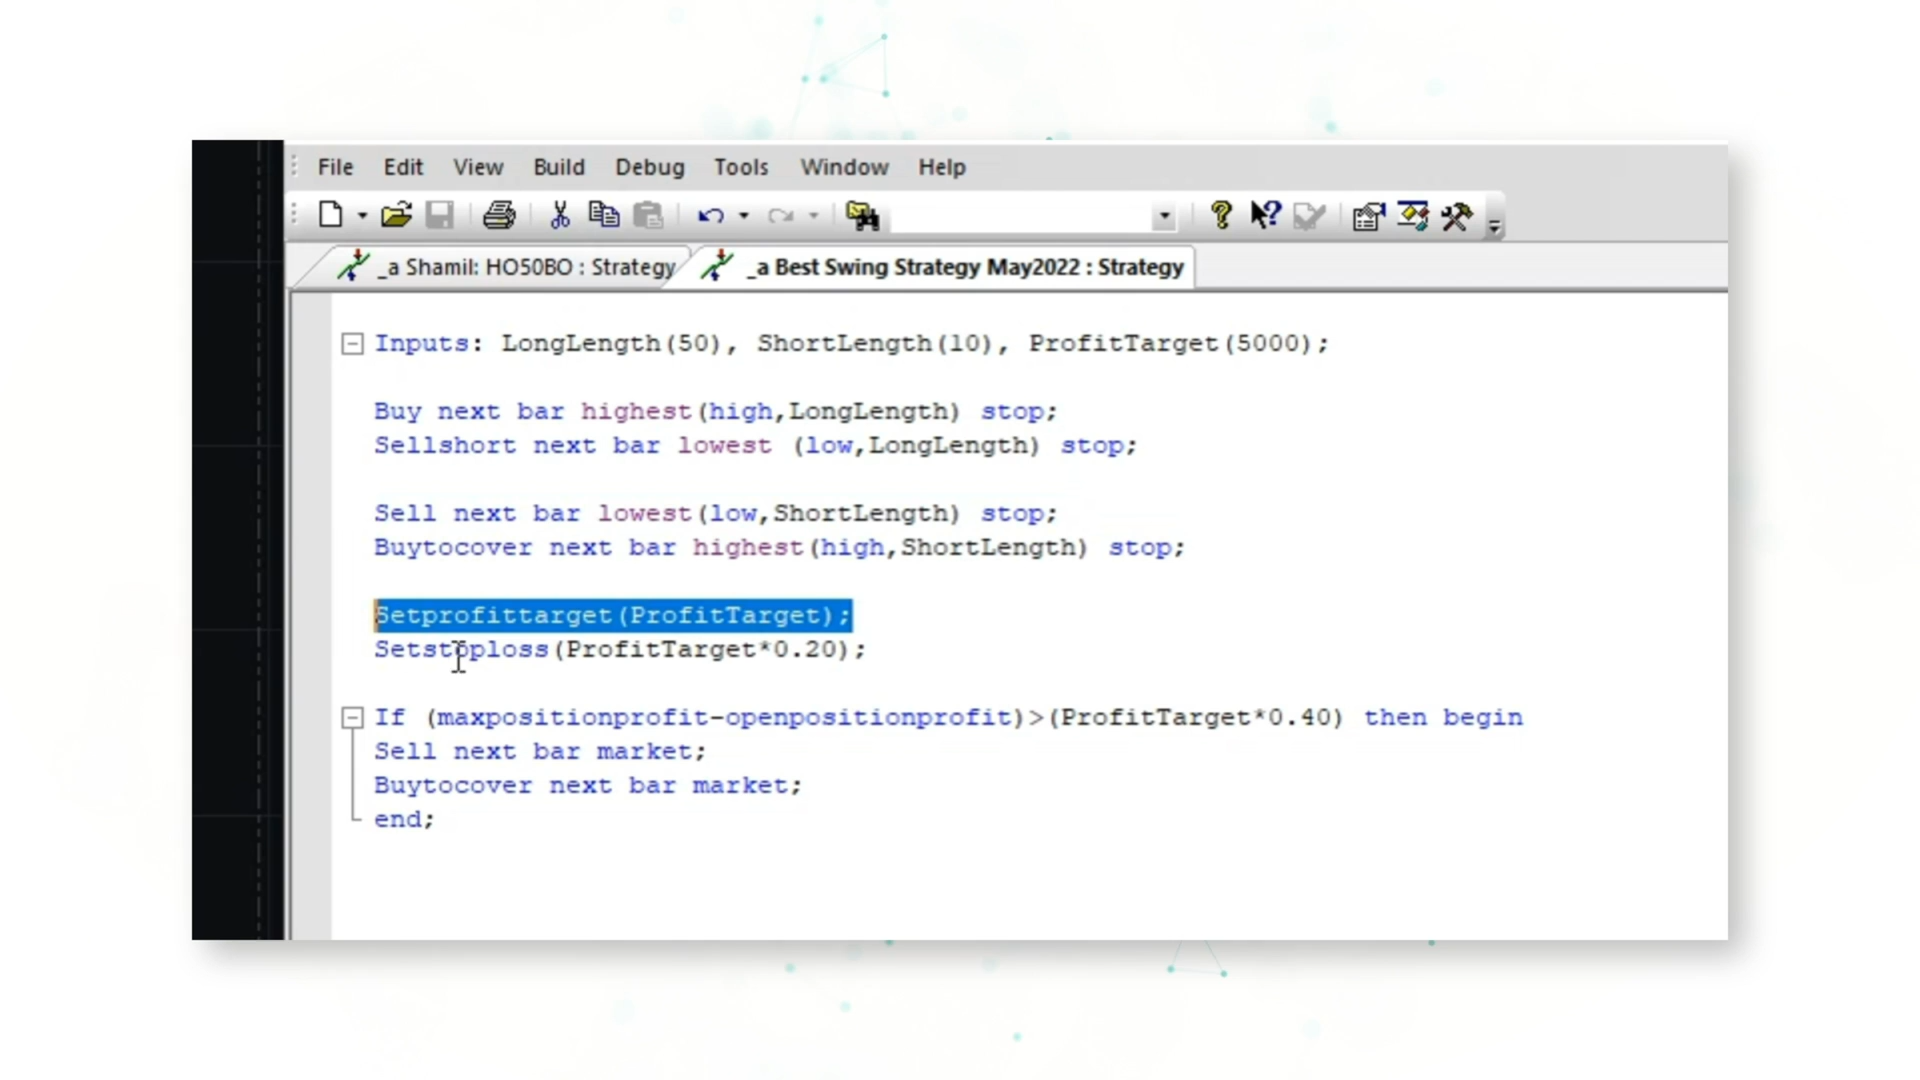 File Edit View Build Debug Tools Window Help
_a Shamil: HO50BO : Strategy _a Best Swing Strategy May2022 : Strategy
Inputs: LongLength(50), ShortLength(10), ProfitTarget(5000);
Buy next bar highest(high,LongLength) stop;
Sellshort next bar lowest (low,LongLength) stop;
Sell next bar lowest(low,ShortLength) stop;
Buytocover next bar highest(high,ShortLength) stop;
Setprofittarget(ProfitTarget);
Setstoploss(ProfitTarget*0.20);
If (maxpositionprofit-openpositionprofit)>(ProfitTarget*0.40) then begin
Sell next bar market;
Buytocover next bar market;
end;